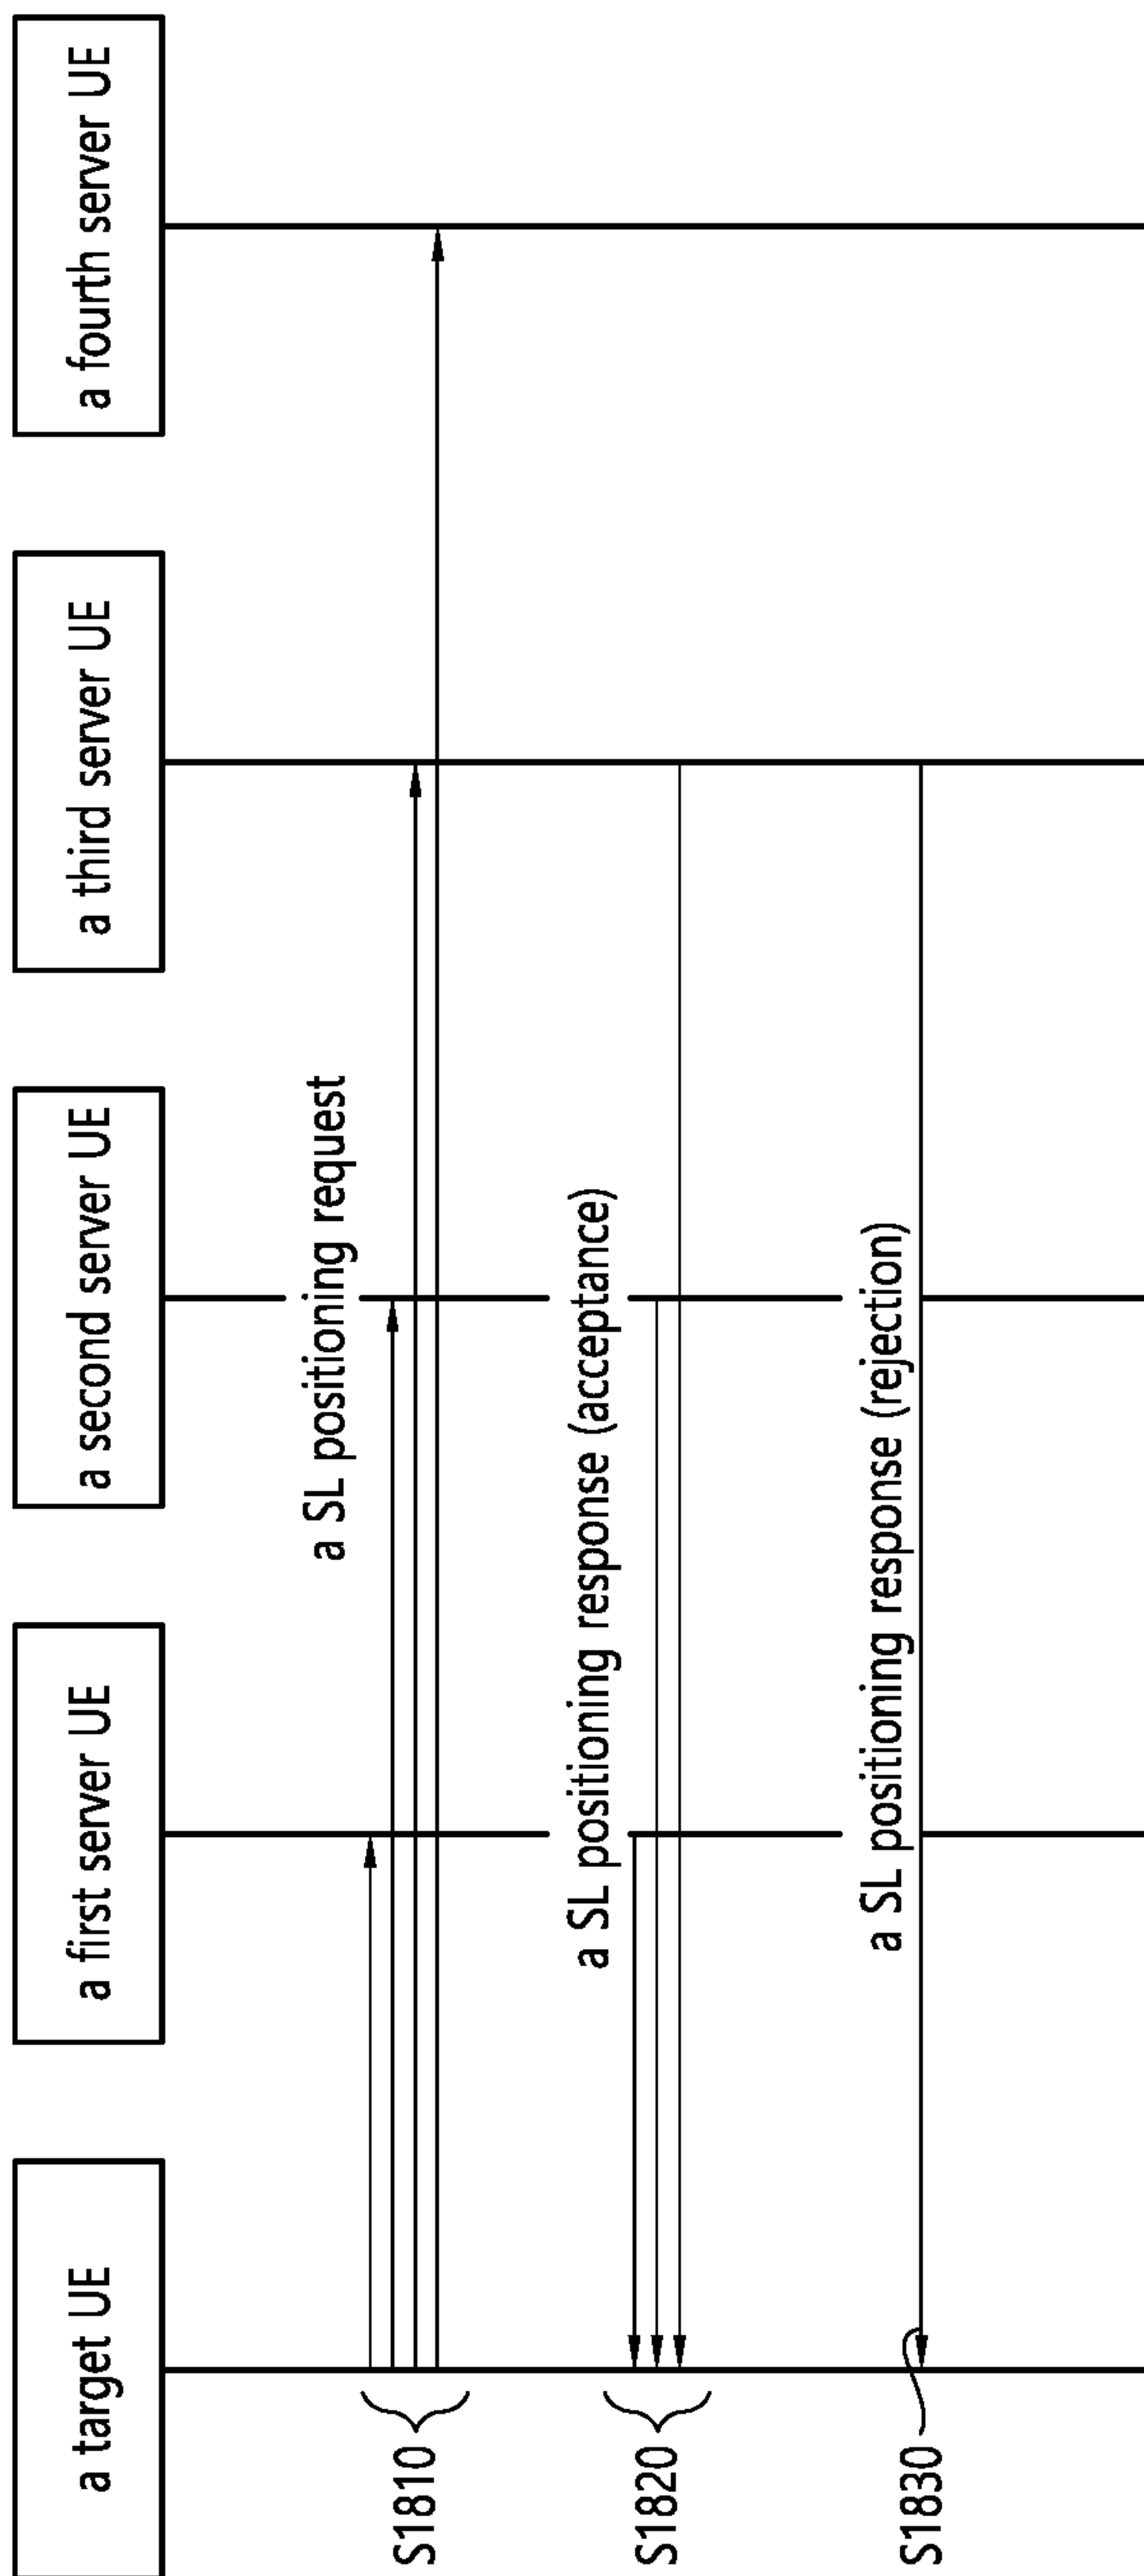 a target UE
a first server UE
a second server UE
a third server UE
a fourth server UE
a SL positioning request
S1810
a SL positioning response (acceptance)
S1820
a SL positioning response (rejection)
S1830